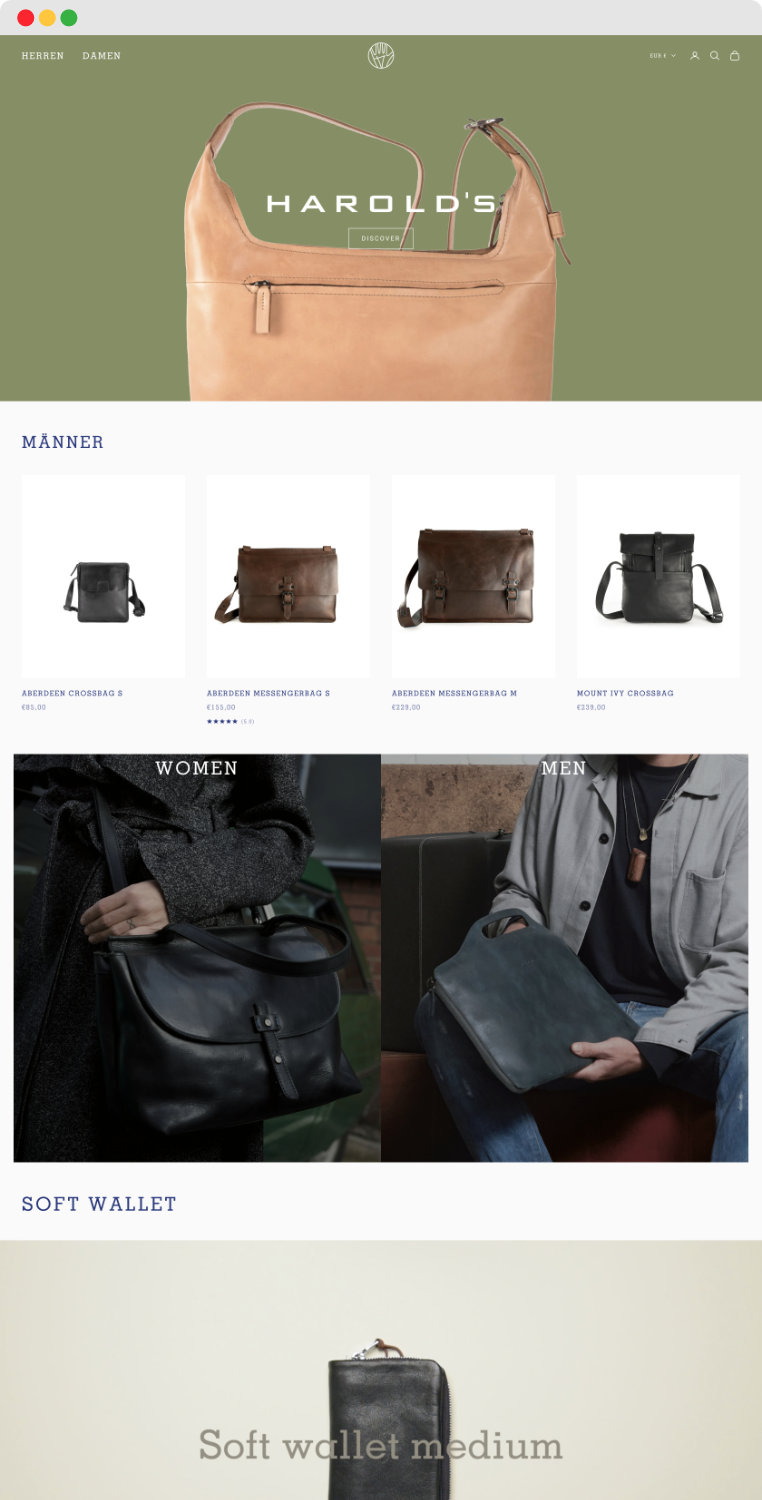 HERREN DAMEN EUR €
HAROLD'S
DISCOVER
MÄNNER
ABERDEEN CROSSBAG S
€85,00
ABERDEEN MESSENGERBAG S
€155,00
★★★★★ (5.0)
ABERDEEN MESSENGERBAG M
€229,00
MOUNT IVY CROSSBAG
€239,00
WOMEN
MEN
SOFT WALLET
Soft wallet medium